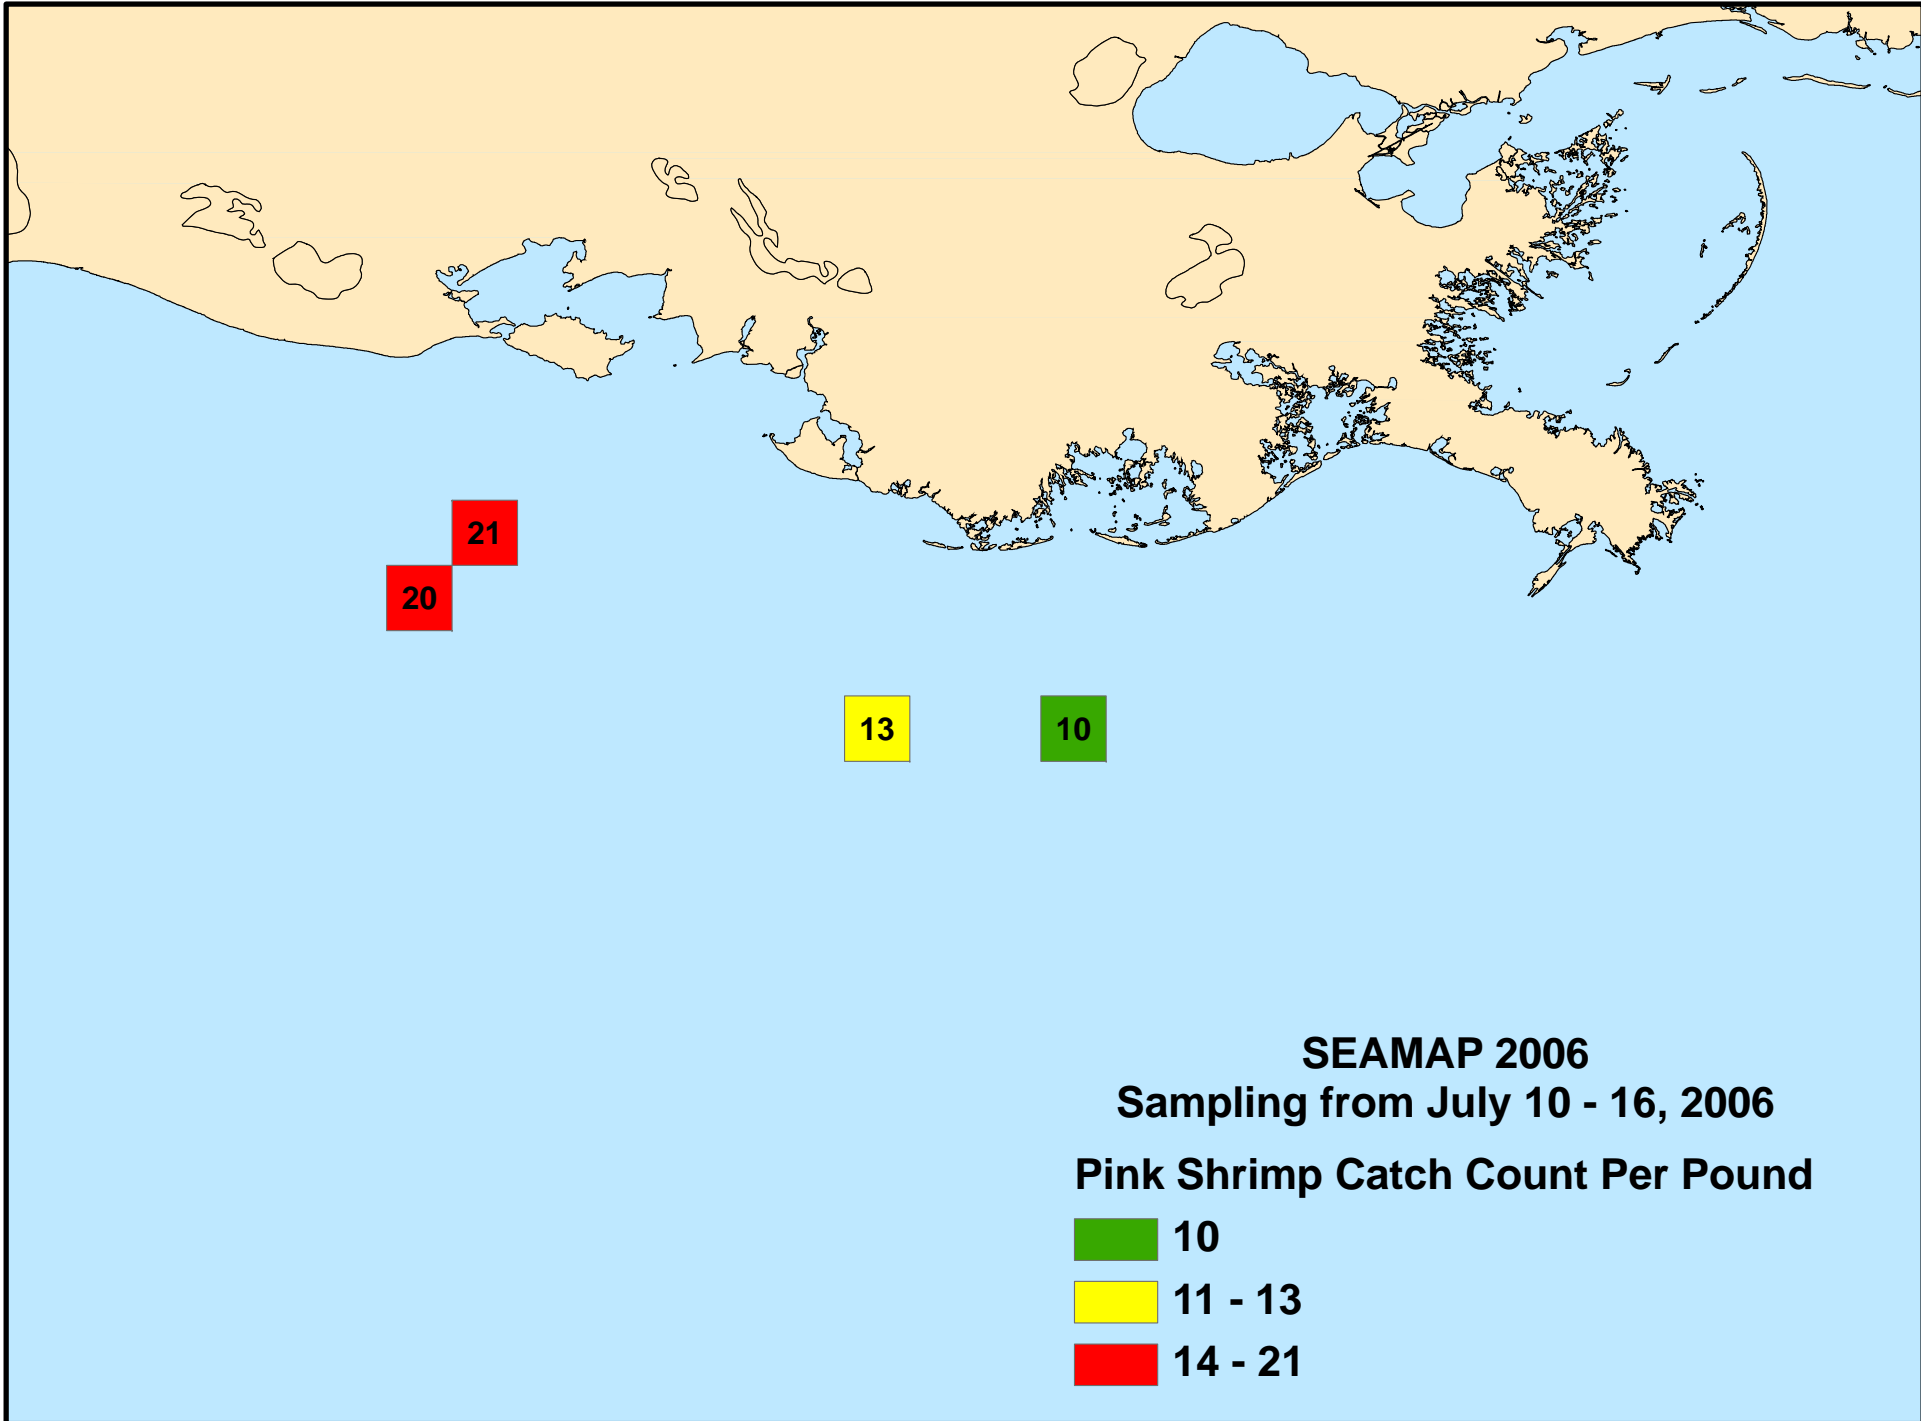 21
20
13
10
SEAMAP 2006
Sampling from July 10 - 16, 2006
Pink Shrimp Catch Count Per Pound
10
11 - 13
14 - 21